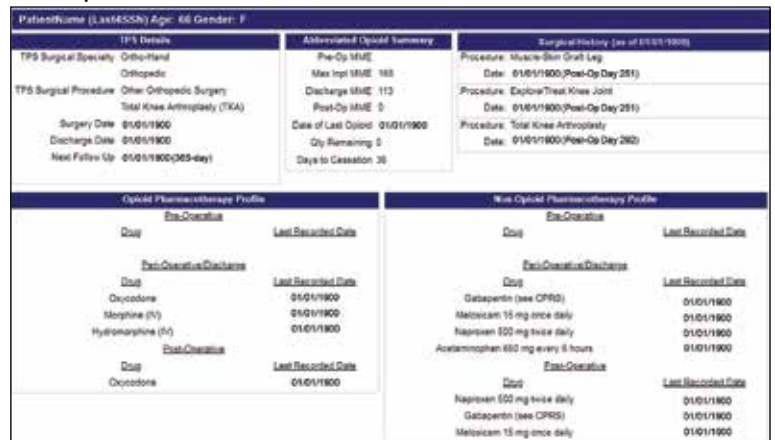 PatientName (Last4SSN) Age: 66 Gender: F
TPS Details
TPS Surgical Specialty Ortho-Hand
Orthopedic
TPS Surgical Procedure Other Orthopedic Surgery
Total Knee Arthroplasty (TKA)
Surgery Date 01/01/1900
Discharge Date 01/01/1900
Next Follow Up 01/01/1900(365-day)
Abbreviated Opioid Summary
Pre-Op MME
Max Inpt MME 165
Discharge MME 113
Post-Op MME 0
Date of Last Opioid 01/01/1900
Qty Remaining 0
Days to Cessation 36
Surgical History (as of 01/01/1900)
Procedure: Muscle-Skin Graft Leg
Date: 01/01/1900(Post-Op Day 251)
Procedure: Explore/Treat Knee Joint
Date: 01/01/1900(Post-Op Day 251)
Procedure: Total Knee Arthroplasty
Date: 01/01/1900(Post-Op Day 292)
Opioid Pharmacotherapy Profile
Pre-Operative
Drug Last Recorded Date
Peri-Operative/Discharge
Drug Last Recorded Date
Oxycodone 01/01/1900
Morphine (IV) 01/01/1900
Hydromorphine (IV) 01/01/1900
Post-Operative
Drug Last Recorded Date
Oxycodone 01/01/1900
Non Opioid Pharmacotherapy Profile
Pre-Operative
Drug Last Recorded Date
Peri-Operative/Discharge
Drug Last Recorded Date
Gabapentin (see CPRS) 01/01/1900
Meloxicam 15 mg once daily 01/01/1900
Naproxen 500 mg twice daily 01/01/1900
Acetaminophen 650 mg every 6 hours 01/01/1900
Post-Operative
Drug Last Recorded Date
Naproxen 500 mg twice daily 01/01/1900
Gabapentin (see CPRS) 01/01/1900
Meloxicam 15 mg once daily 01/01/1900